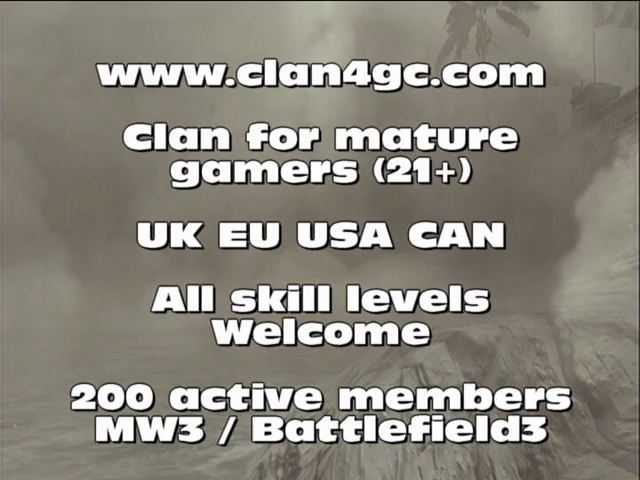 www.clan4gc.com
Clan for mature
gamers (21+)
UK EU USA CAN
All skill levels
Welcome
200 active members
MW3 / Battlefield3